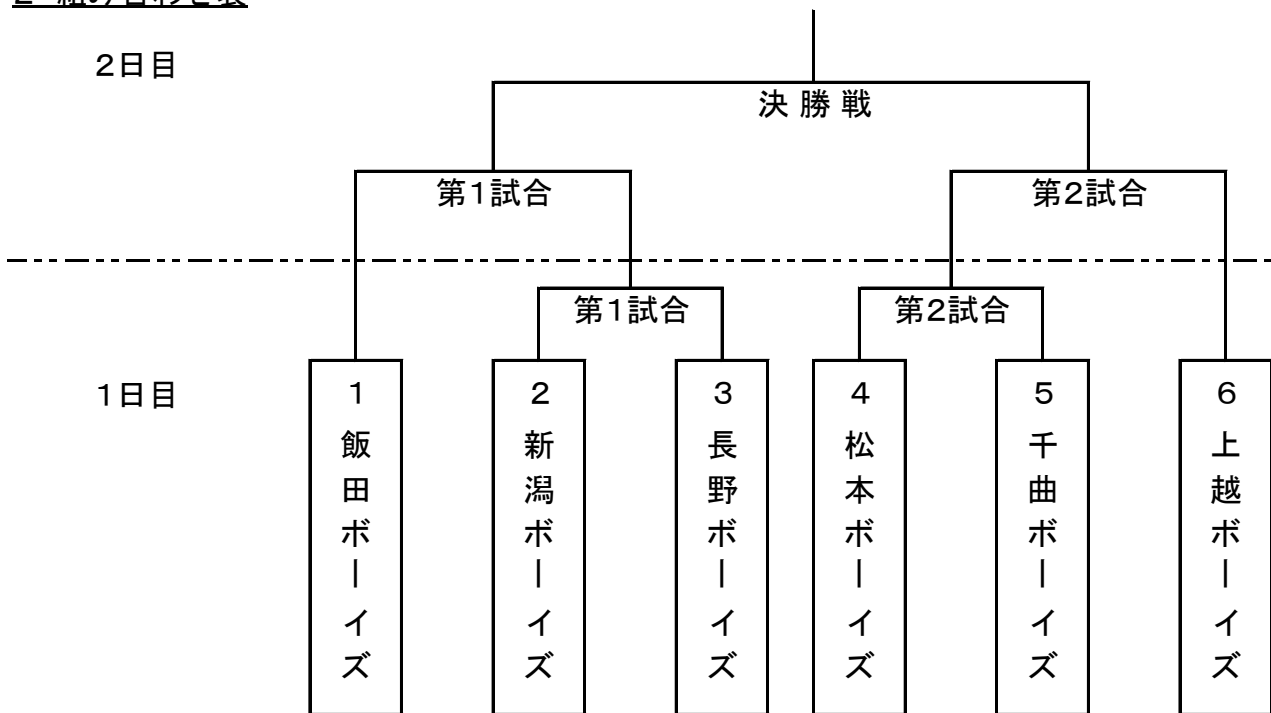 2日目
決勝戦
第1試合
第2試合
第1試合
第2試合
1日目
1
飯田ボーイズ
2
新潟ボーイズ
3
長野ボーイズ
4
松本ボーイズ
5
千曲ボーイズ
6
上越ボーイズ